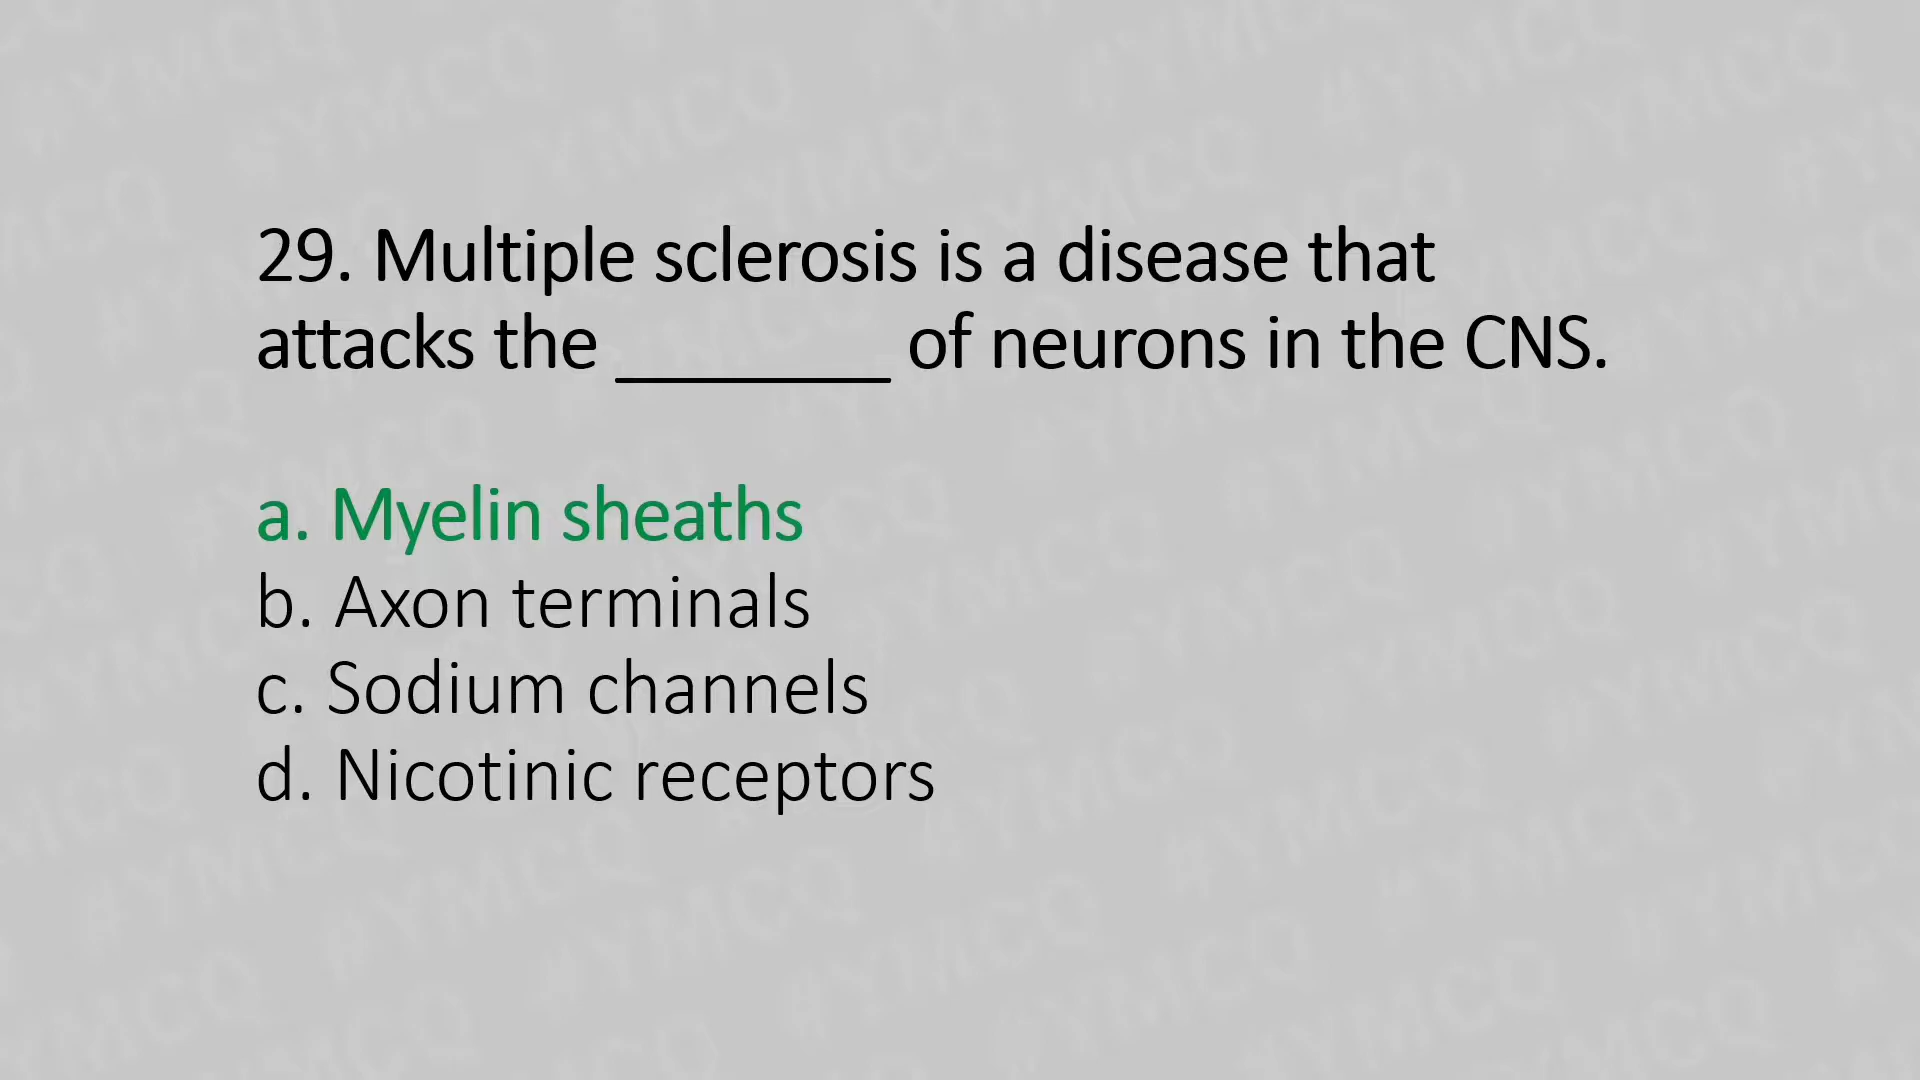 29. Multiple sclerosis is a disease that
attacks the ________ of neurons in the CNS.
a. Myelin sheaths
b. Axon terminals
c. Sodium channels
d. Nicotinic receptors